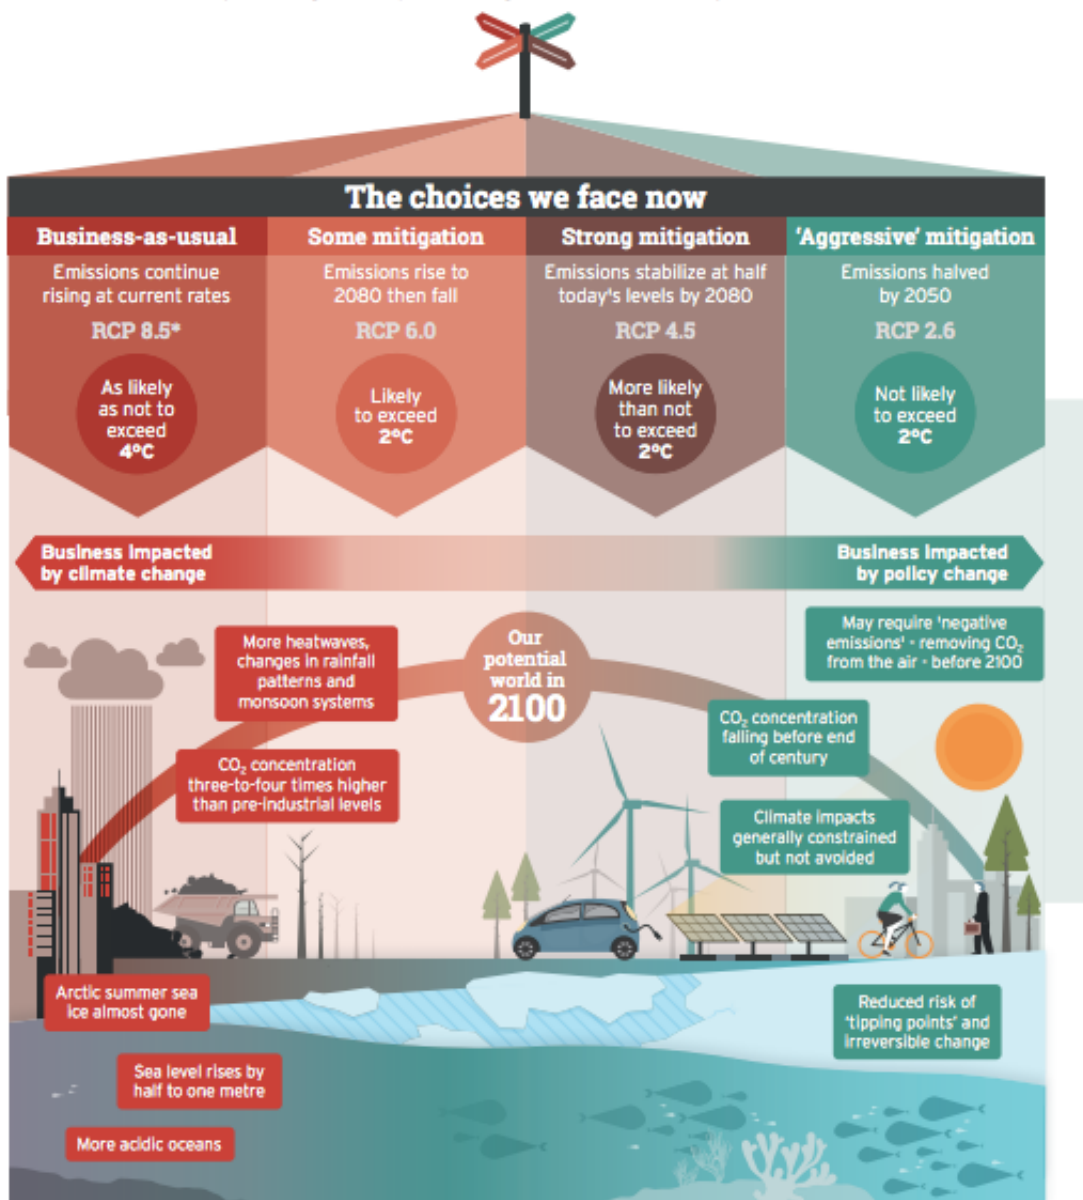 The choices we face now
Business-as-usual
Emissions continue
rising at current rates
RCP 8.5*
As likely
as not to
exceed
4°C
Some mitigation
Emissions rise to
2080 then fall
RCP 6.0
Likely
to exceed
2°C
Strong mitigation
Emissions stabilize at half
today's levels by 2080
RCP 4.5
More likely
than not
to exceed
2°C
'Aggressive' mitigation
Emissions halved
by 2050
RCP 2.6
Not likely
to exceed
2°C
Business impacted
by climate change
Business impacted
by policy change
Our
potential
world in
2100
More heatwaves,
changes in rainfall
patterns and
monsoon systems
CO₂ concentration
three-to-four times higher
than pre-industrial levels
Arctic summer sea
ice almost gone
Sea level rises by
half to one metre
More acidic oceans
May require 'negative
emissions' - removing CO₂
from the air - before 2100
CO₂ concentration
falling before end
of century
Climate impacts
generally constrained
but not avoided
Reduced risk of
'tipping points' and
irreversible change